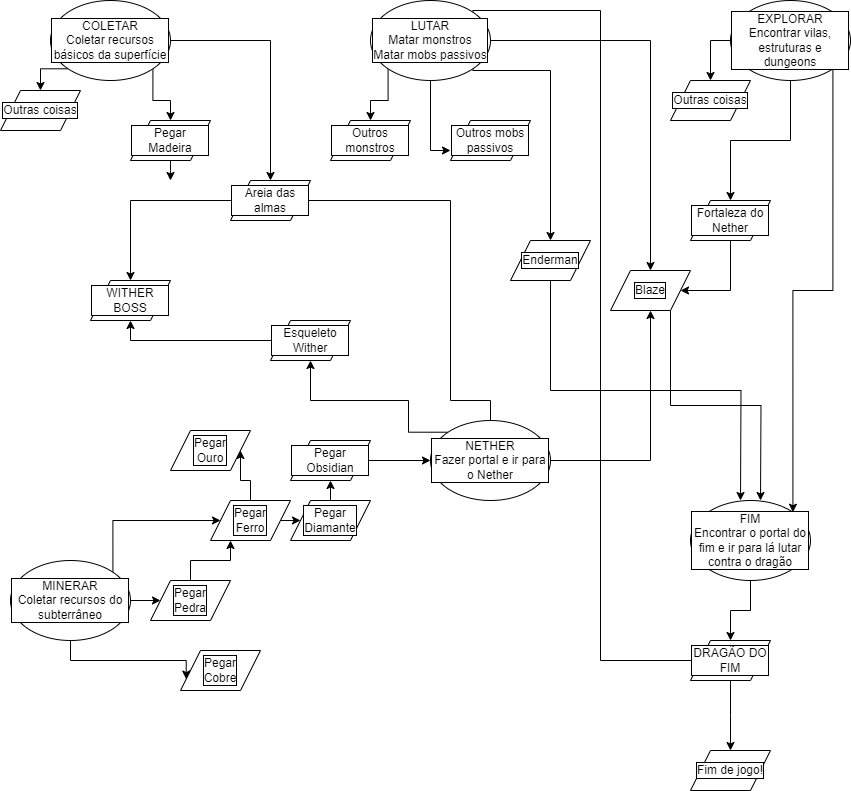 COLETAR
Coletar recursos
básicos da superfície
LUTAR
Matar monstros
Matar mobs passivos
EXPLORAR
Encontrar vilas,
estruturas e
dungeons
Outras coisas
Pegar
Madeira
Outros
monstros
Outros mobs
passivos
Outras coisas
Areia das
almas
Fortaleza do
Nether
Enderman
Blaze
WITHER
BOSS
Esqueleto
Wither
Pegar
Ouro
Pegar
Obsidian
NETHER
Fazer portal e ir para
o Nether
Pegar
Ferro
Pegar
Diamante
FIM
Encontrar o portal do
fim e ir para lá lutar
contra o dragão
MINERAR
Coletar recursos do
subterrâneo
Pegar
Pedra
Pegar
Cobre
DRAGÃO DO
FIM
Fim de jogo!